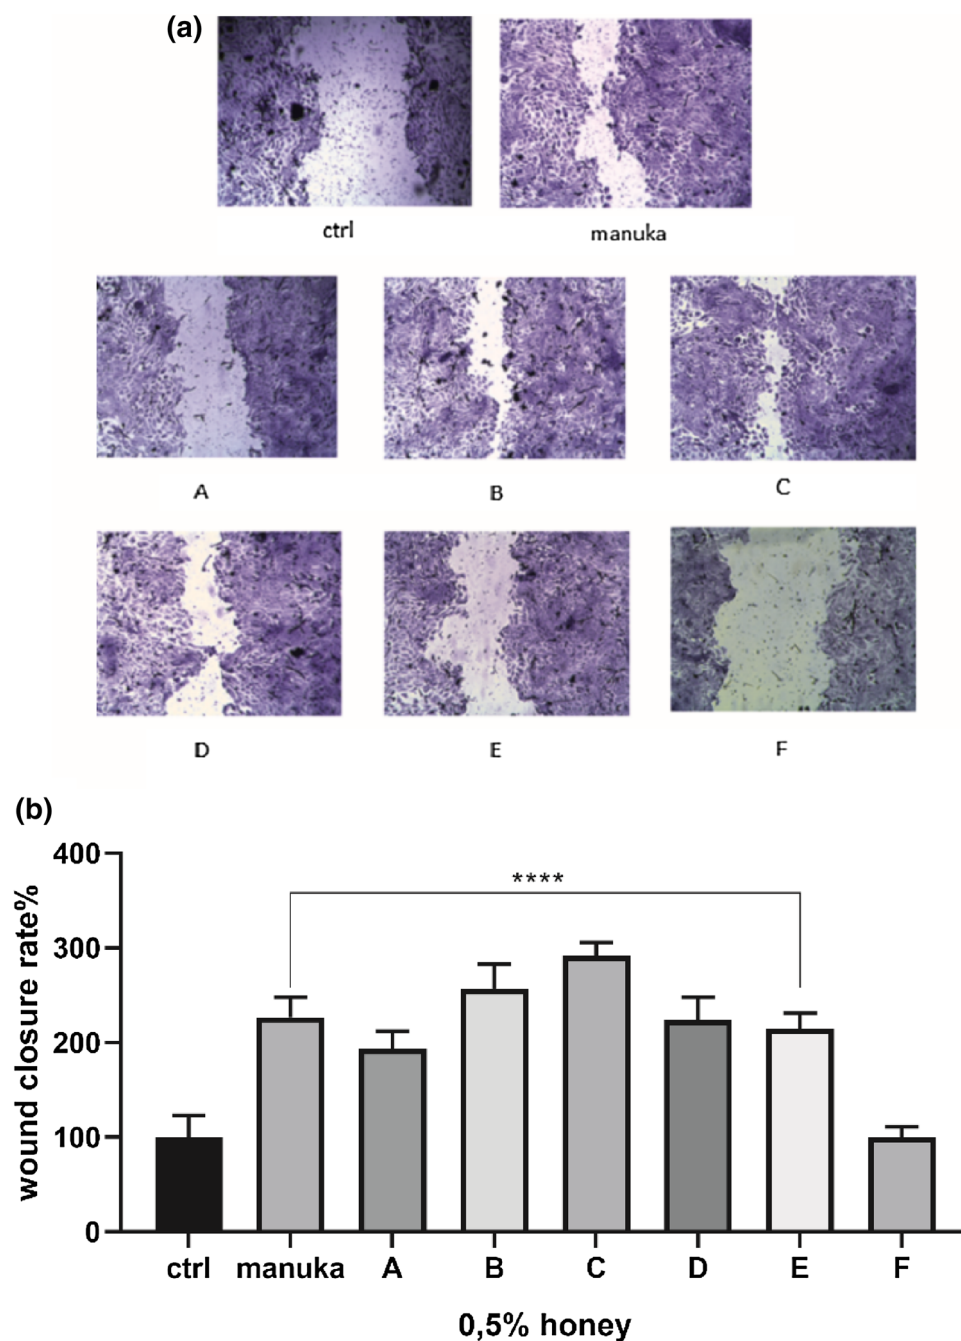 (a)
ctrl manuka
A B C
D E F
(b)
400
300
200
100
0
wound closure rate%
****
ctrl manuka A B C D E F
0,5% honey